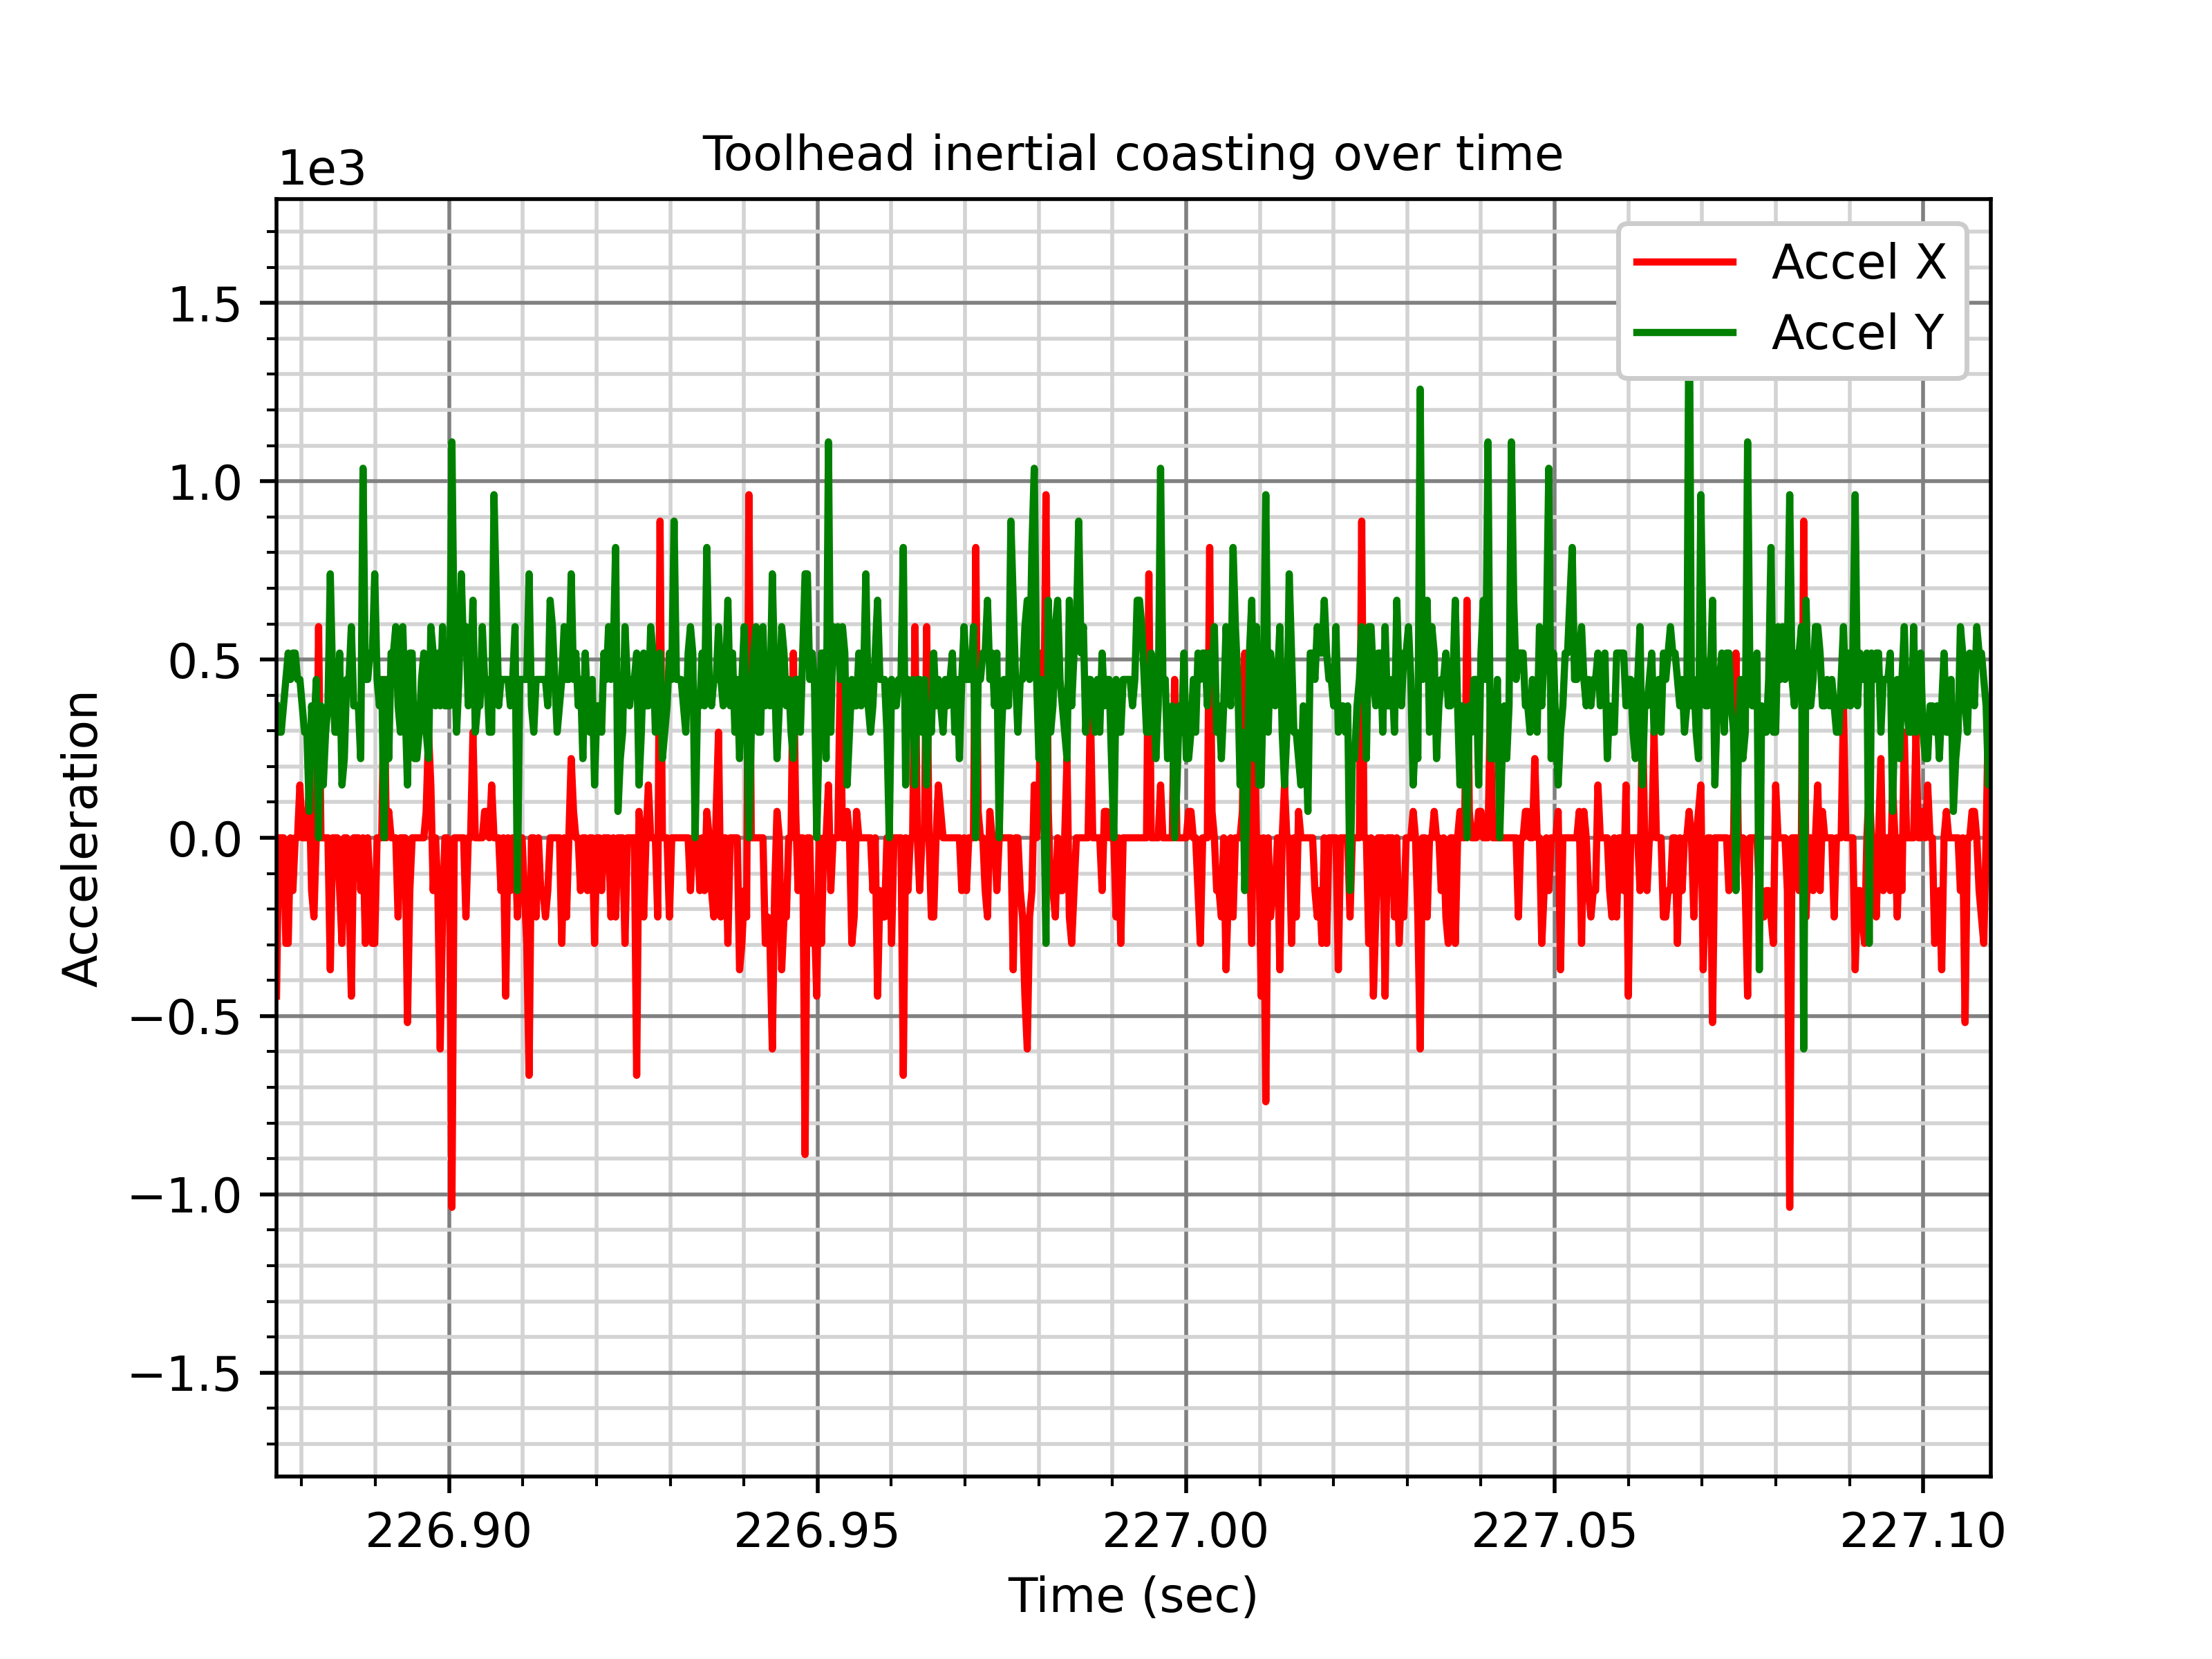 Toolhead inertial coasting over time
1e3
Accel X
Accel Y
1.5
1.0
0.5
0.0
−0.5
−1.0
−1.5
Acceleration
226.90 226.95 227.00 227.05 227.10
Time (sec)